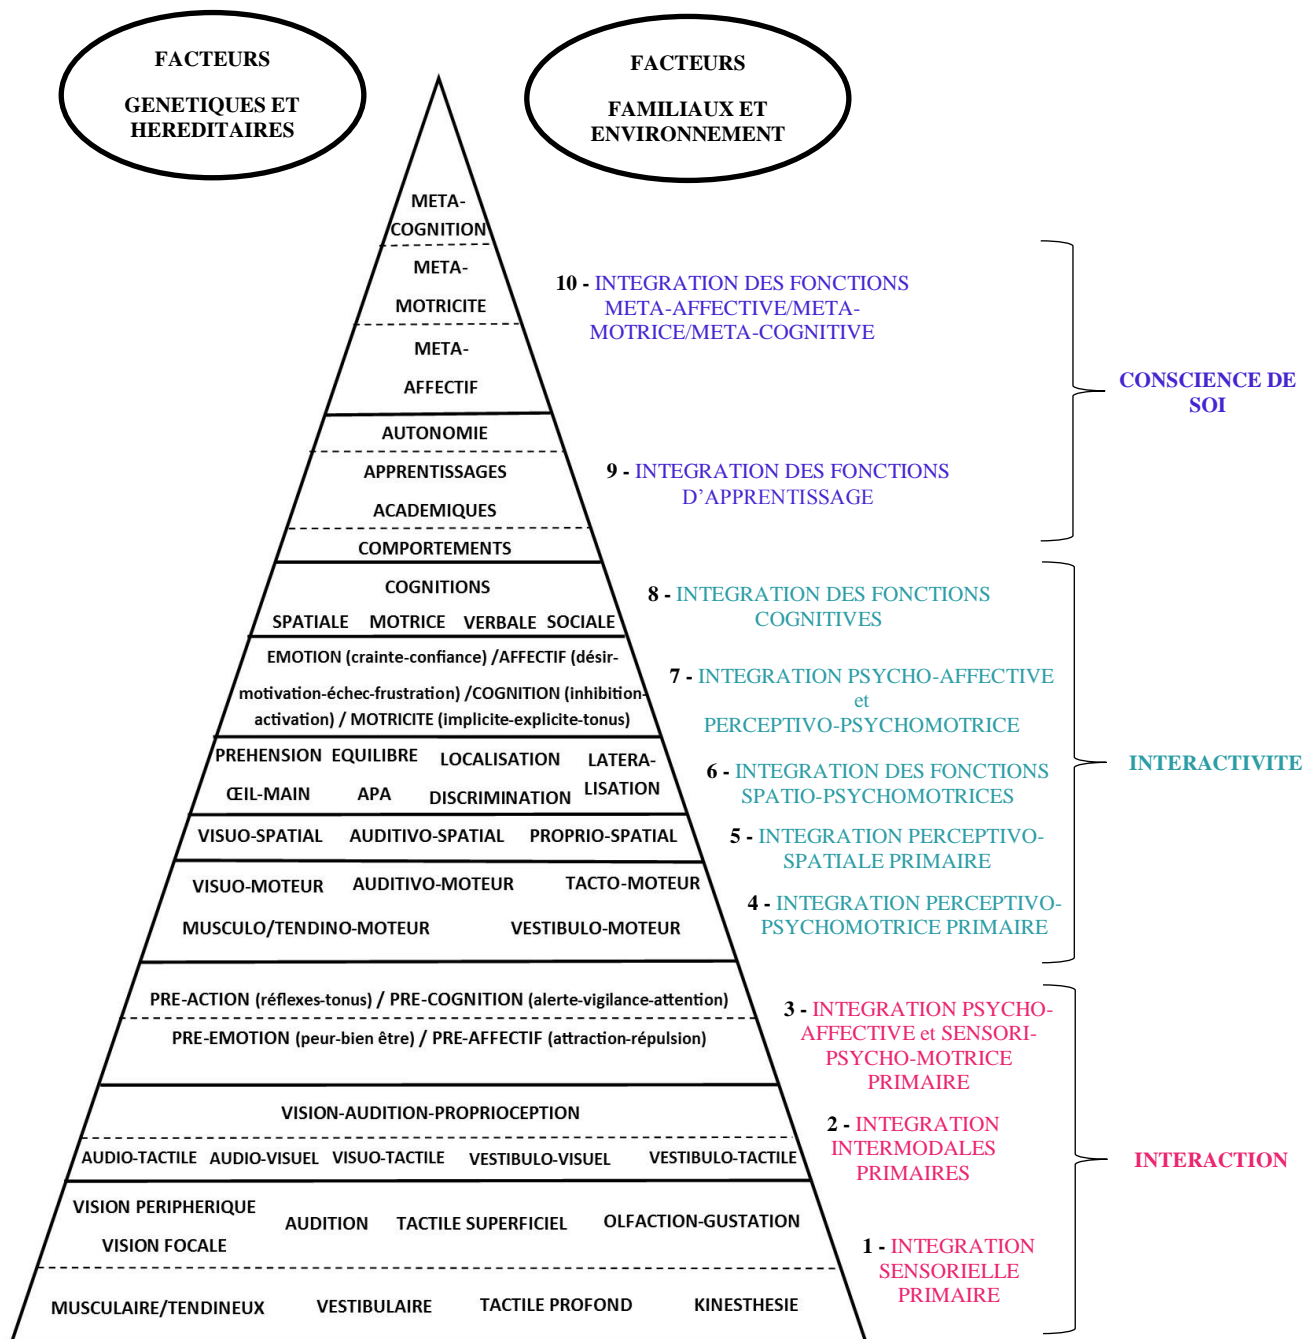 FACTEURS
GENETIQUES ET
HEREDITAIRES
FACTEURS
FAMILIAUX ET
ENVIRONNEMENT
META-
COGNITION
META-
MOTRICITE
META-
AFFECTIF
10 - INTEGRATION DES FONCTIONS
META-AFFECTIVE/META-
MOTRICE/META-COGNITIVE
AUTONOMIE
APPRENTISSAGES
ACADEMIQUES
COMPORTEMENTS
9 - INTEGRATION DES FONCTIONS
D’APPRENTISSAGE
CONSCIENCE DE
SOI
COGNITIONS
SPATIALE MOTRICE VERBALE SOCIALE
8 - INTEGRATION DES FONCTIONS
COGNITIVES
EMOTION (crainte-confiance) /AFFECTIF (désir-
motivation-échec-frustration) /COGNITION (inhibition-
activation) / MOTRICITE (implicite-explicite-tonus)
7 - INTEGRATION PSYCHO-AFFECTIVE
et
PERCEPTIVO-PSYCHOMOTRICE
PREHENSION EQUILIBRE LOCALISATION LATERA-
LISATION
ŒIL-MAIN APA DISCRIMINATION
6 - INTEGRATION DES FONCTIONS
SPATIO-PSYCHOMOTRICES
INTERACTIVITE
VISUO-SPATIAL AUDITIVO-SPATIAL PROPRIO-SPATIAL
5 - INTEGRATION PERCEPTIVO-
SPATIALE PRIMAIRE
VISUO-MOTEUR AUDITIVO-MOTEUR TACTO-MOTEUR
MUSCULO/TENDINO-MOTEUR VESTIBULO-MOTEUR
4 - INTEGRATION PERCEPTIVO-
PSYCHOMOTRICE PRIMAIRE
PRE-ACTION (réflexes-tonus) / PRE-COGNITION (alerte-vigilance-attention)
PRE-EMOTION (peur-bien être) / PRE-AFFECTIF (attraction-répulsion)
3 - INTEGRATION PSYCHO-
AFFECTIVE et SENSORI-
PSYCHO-MOTRICE
PRIMAIRE
VISION-AUDITION-PROPRIOCEPTION
AUDIO-TACTILE AUDIO-VISUEL VISUO-TACTILE VESTIBULO-VISUEL VESTIBULO-TACTILE
2 - INTEGRATION
INTERMODALES
PRIMAIRES
INTERACTION
VISION PERIPHERIQUE
VISION FOCALE
AUDITION TACTILE SUPERFICIEL OLFACTION-GUSTATION
MUSCULAIRE/TENDINEUX VESTIBULAIRE TACTILE PROFOND KINESTHESIE
1 - INTEGRATION
SENSORIELLE
PRIMAIRE